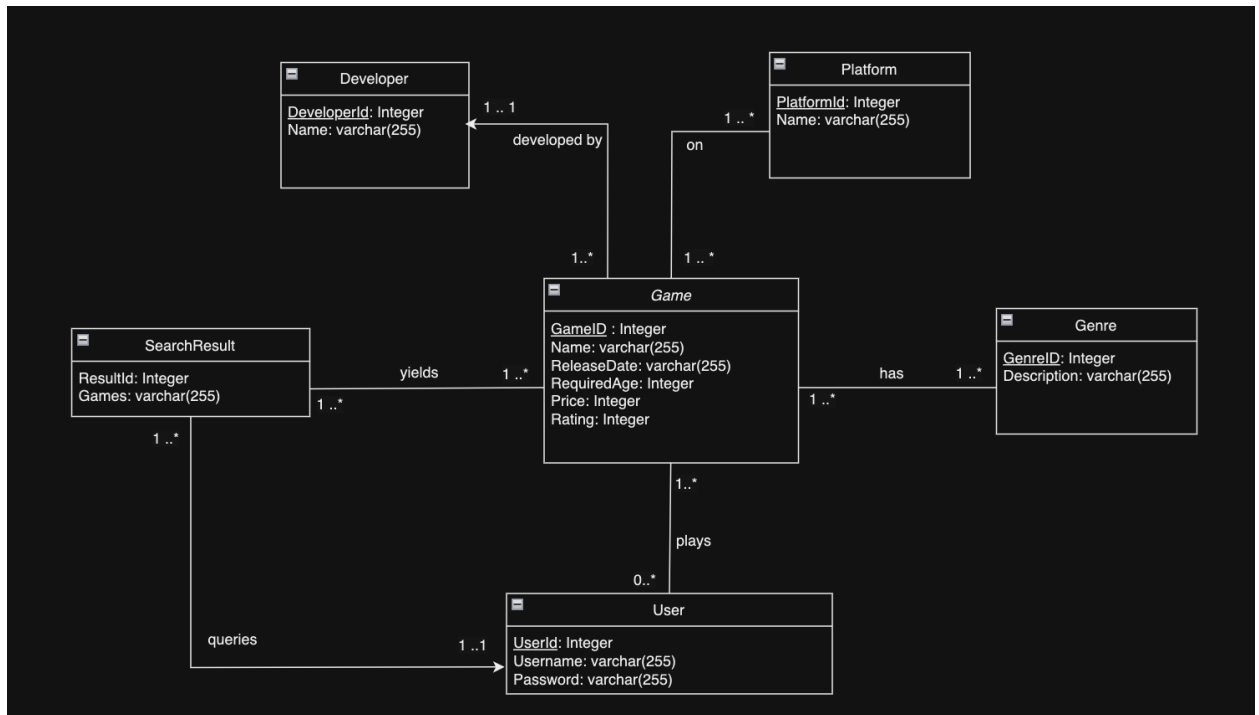 Developer
DeveloperId: Integer
Name: varchar(255)
1 .. 1
developed by
1..*
Platform
PlatformId: Integer
Name: varchar(255)
1 .. *
on
1 .. *
Game
GameID : Integer
Name: varchar(255)
ReleaseDate: varchar(255)
RequiredAge: Integer
Price: Integer
Rating: Integer
Genre
GenreID: Integer
Description: varchar(255)
has
1 ..*
1 ..*
SearchResult
ResultId: Integer
Games: varchar(255)
yields
1 ..*
1 ..*
1 ..*
queries
1 ..1
1..*
plays
0..*
User
UserId: Integer
Username: varchar(255)
Password: varchar(255)